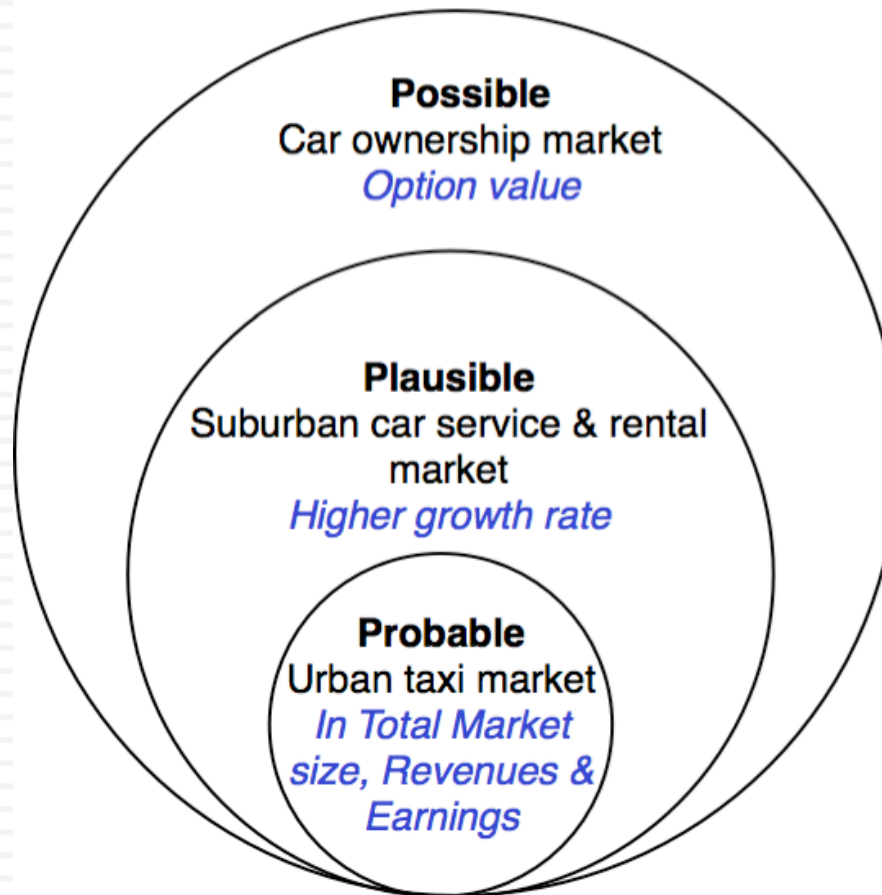 Possible
Car ownership market
Option value
Plausible
Suburban car service & rental
market
Higher growth rate
Probable
Urban taxi market
In Total Market
size, Revenues &
Earnings